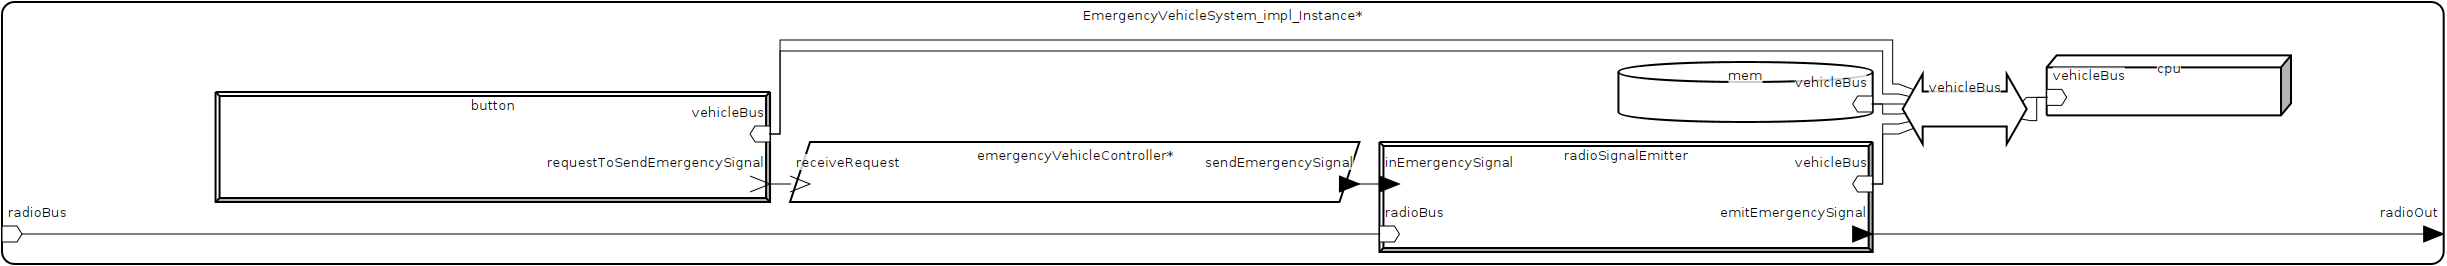 EmergencyVehicleSystem_impl_Instance*
mem
vehicleBus
vehicleBus
vehicleBus
cpu
button
vehicleBus
requestToSendEmergencySignal
receiveRequest
emergencyVehicleController*
sendEmergencySignal
inEmergencySignal
radioSignalEmitter
vehicleBus
radioBus
radioBus
emitEmergencySignal
radioOut